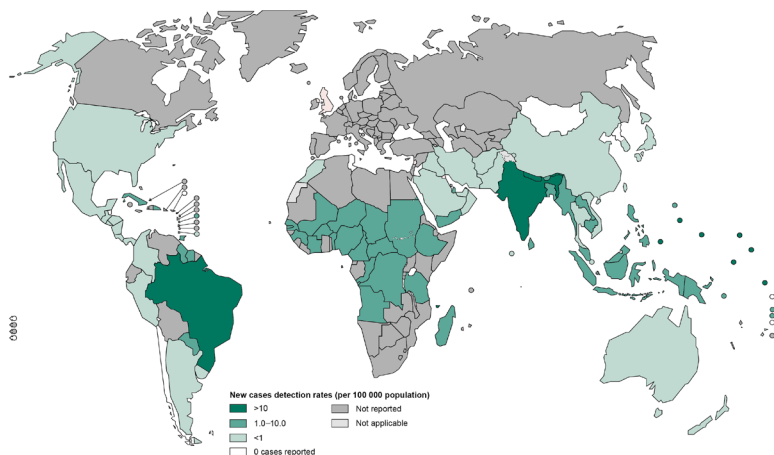 New cases detection rates (per 100 000 population)
>10
1.0–10.0
<1
0 cases reported
Not reported
Not applicable